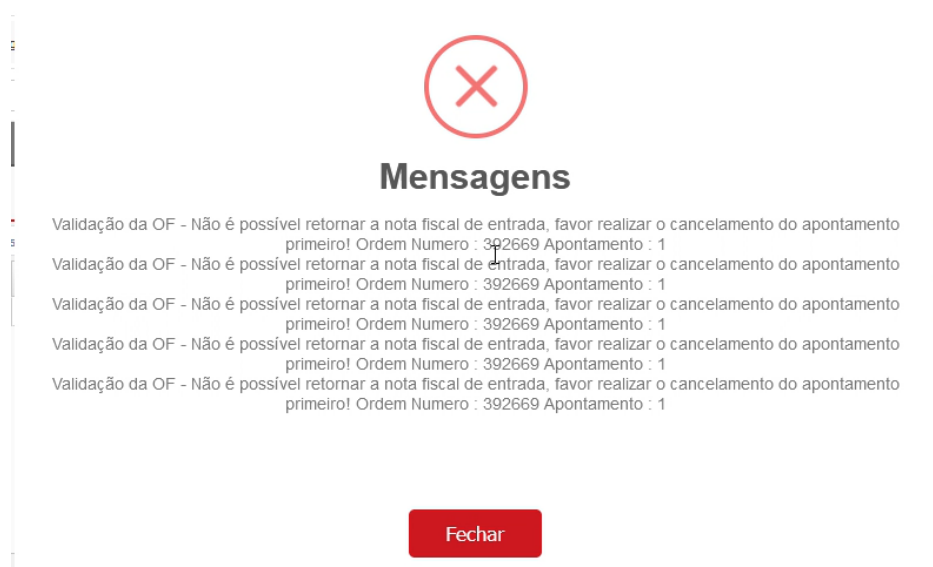 Mensagens
Validação da OF - Não é possível retornar a nota fiscal de entrada, favor realizar o cancelamento do apontamento
primeiro! Ordem Numero : 392669 Apontamento : 1
Validação da OF - Não é possível retornar a nota fiscal de entrada, favor realizar o cancelamento do apontamento
primeiro! Ordem Numero : 392669 Apontamento : 1
Validação da OF - Não é possível retornar a nota fiscal de entrada, favor realizar o cancelamento do apontamento
primeiro! Ordem Numero : 392669 Apontamento : 1
Validação da OF - Não é possível retornar a nota fiscal de entrada, favor realizar o cancelamento do apontamento
primeiro! Ordem Numero : 392669 Apontamento : 1
Validação da OF - Não é possível retornar a nota fiscal de entrada, favor realizar o cancelamento do apontamento
primeiro! Ordem Numero : 392669 Apontamento : 1
Fechar